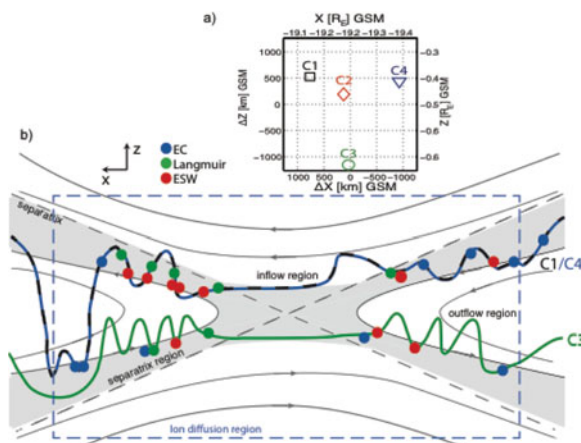 a)
X [R_E] GSM
−19.1 −19.2 −19.2 −19.3 −19.4
1000
500
0
−500
−1000
ΔZ [km] GSM
C1
C2
C4
C3
−0.3
−0.4
−0.5
−0.6
Z [R_E] GSM
1000 500 0 −500 −1000
ΔX [km] GSM
b)
Z
X
EC
Langmuir
ESW
separatrix
inflow region
C1/C4
outflow region
C3
separatrix region
Ion diffusion region